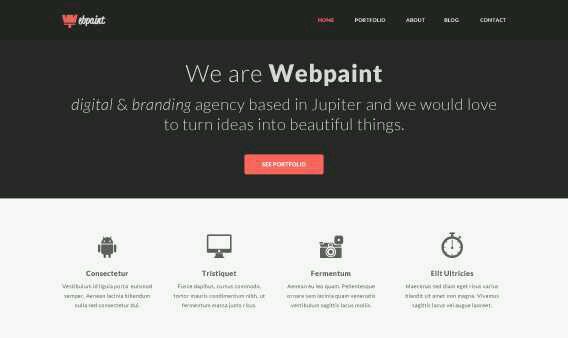 Webpaint
HOME
PORTFOLIO
ABOUT
BLOG
CONTACT
We are Webpaint
digital & branding agency based in Jupiter and we would love
to turn ideas into beautiful things.
SEE PORTFOLIO
Consectetur
Vestibulum id ligula porta euismod
semper. Aenean lacinia bibendum
nulla sed consectetur dui.
Tristiquet
Fusce dapibus, cursus commodo,
tortor mauris condimentum nibh, ut
fermentum massa justo risus.
Fermentum
Aenean eu leo quam. Pellentesque
ornare sem lacinia quam venenatis
vestibulum sagittis lacus mollis.
Elit Ultricies
Maecenas sed diam eget risus varius
blandit sit amet non magna. Vivamus
sagittis lacus vel augue laoreet.